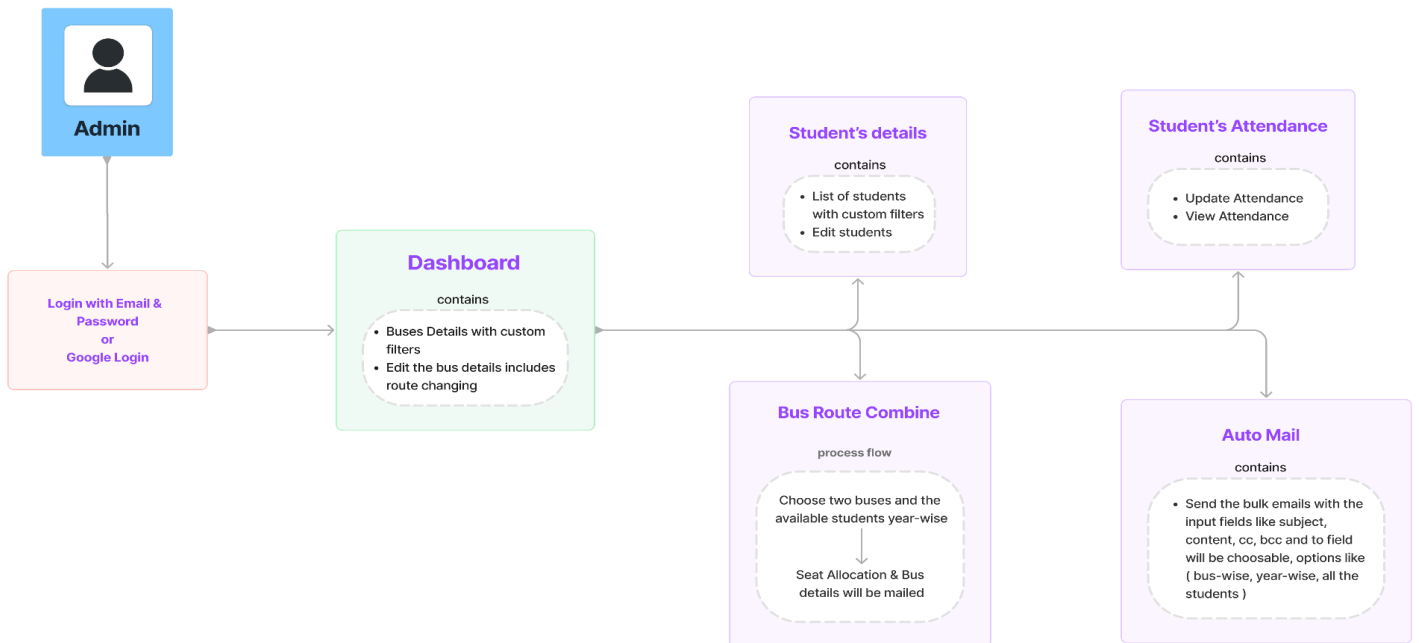 Admin
Login with Email &
Password
or
Google Login
Dashboard
contains
• Buses Details with custom
filters
• Edit the bus details includes
route changing
Student's details
contains
• List of students
with custom filters
• Edit students
Student's Attendance
contains
• Update Attendance
• View Attendance
Bus Route Combine
process flow
Choose two buses and the
available students year-wise
Seat Allocation & Bus
details will be mailed
Auto Mail
contains
• Send the bulk emails with the
input fields like subject,
content, cc, bcc and to field
will be choosable, options like
( bus-wise, year-wise, all the
students )